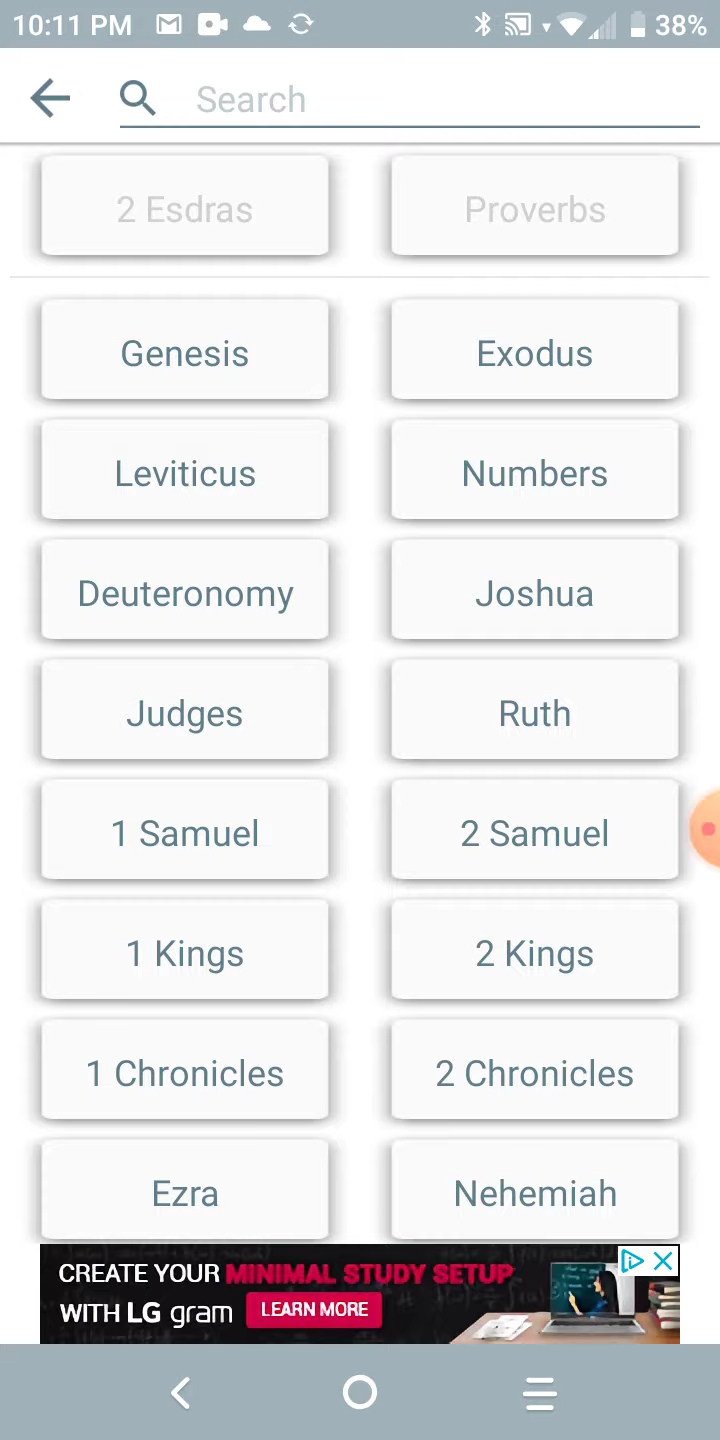 10:11 PM 38%
Search
2 Esdras Proverbs
Genesis Exodus
Leviticus Numbers
Deuteronomy Joshua
Judges Ruth
1 Samuel 2 Samuel
1 Kings 2 Kings
1 Chronicles 2 Chronicles
Ezra Nehemiah
CREATE YOUR MINIMAL STUDY SETUP
WITH LG gram LEARN MORE